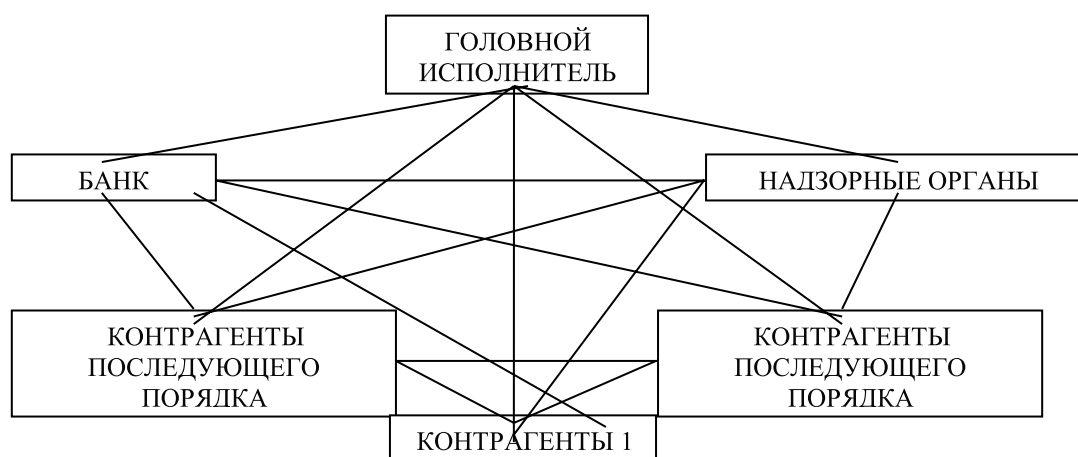 ГОЛОВНОЙ
ИСПОЛНИТЕЛЬ
БАНК
НАДЗОРНЫЕ ОРГАНЫ
КОНТРАГЕНТЫ
ПОСЛЕДУЮЩЕГО
ПОРЯДКА
КОНТРАГЕНТЫ
ПОСЛЕДУЮЩЕГО
ПОРЯДКА
КОНТРАГЕНТЫ 1